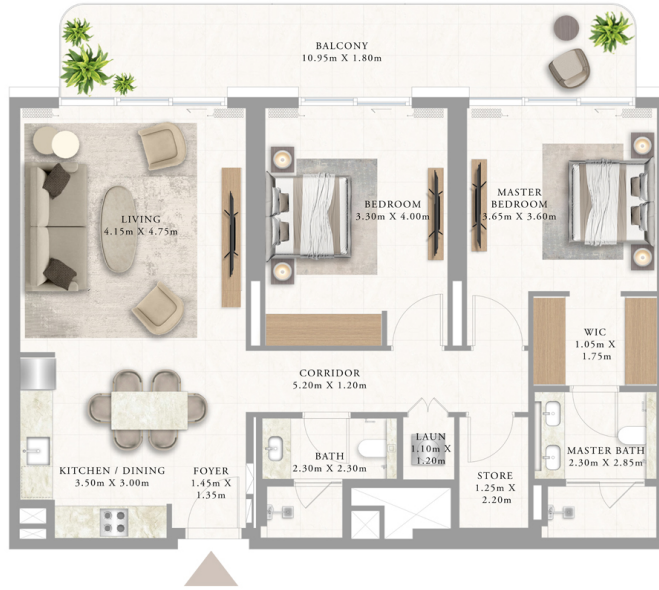 BALCONY
10.95m X 1.80m
LIVING
4.15m X 4.75m
BEDROOM
3.30m X 4.00m
MASTER
BEDROOM
3.65m X 3.60m
WIC
1.05m X
1.75m
CORRIDOR
5.20m X 1.20m
KITCHEN / DINING
3.50m X 3.00m
FOYER
1.45m X
1.35m
BATH
2.30m X 2.30m
LAUN
1.10m X
1.20m
STORE
1.25m X
2.20m
MASTER BATH
2.30m X 2.85m